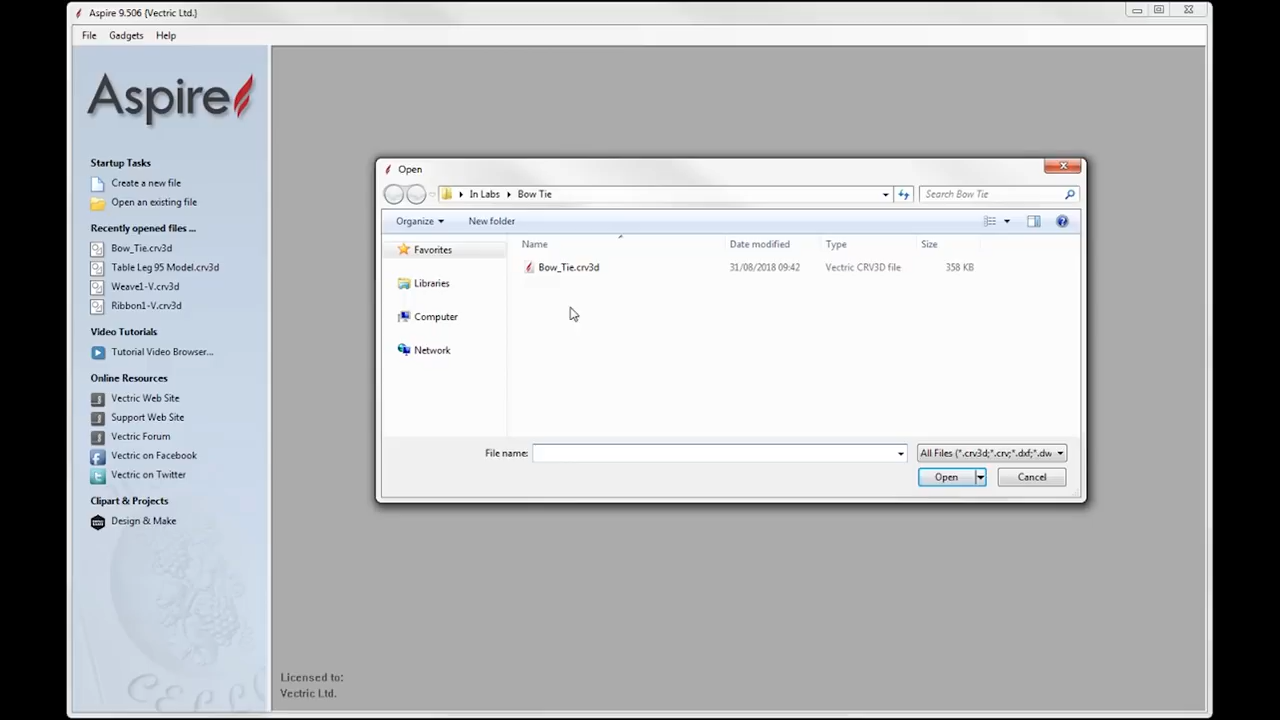 Aspire 9.506 {Vectric Ltd.}
File Gadgets Help
Aspire
Startup Tasks
Create a new file
Open an existing file
Recently opened files ...
Bow_Tie.crv3d
Table Leg 95 Model.crv3d
Weave1-V.crv3d
Ribbon1-V.crv3d
Video Tutorials
Tutorial Video Browser...
Online Resources
Vectric Web Site
Support Web Site
Vectric Forum
Vectric on Facebook
Vectric on Twitter
Clipart & Projects
Design & Make
Open
In Labs Bow Tie
Search Bow Tie
Organize New folder
Favorites
Libraries
Computer
Network
Name Date modified Type Size
Bow_Tie.crv3d 31/08/2018 09:42 Vectric CRV3D file 358 KB
File name:
All Files (*.crv3d;*.crv;*.dxf;*.dw
Open Cancel
Licensed to:
Vectric Ltd.